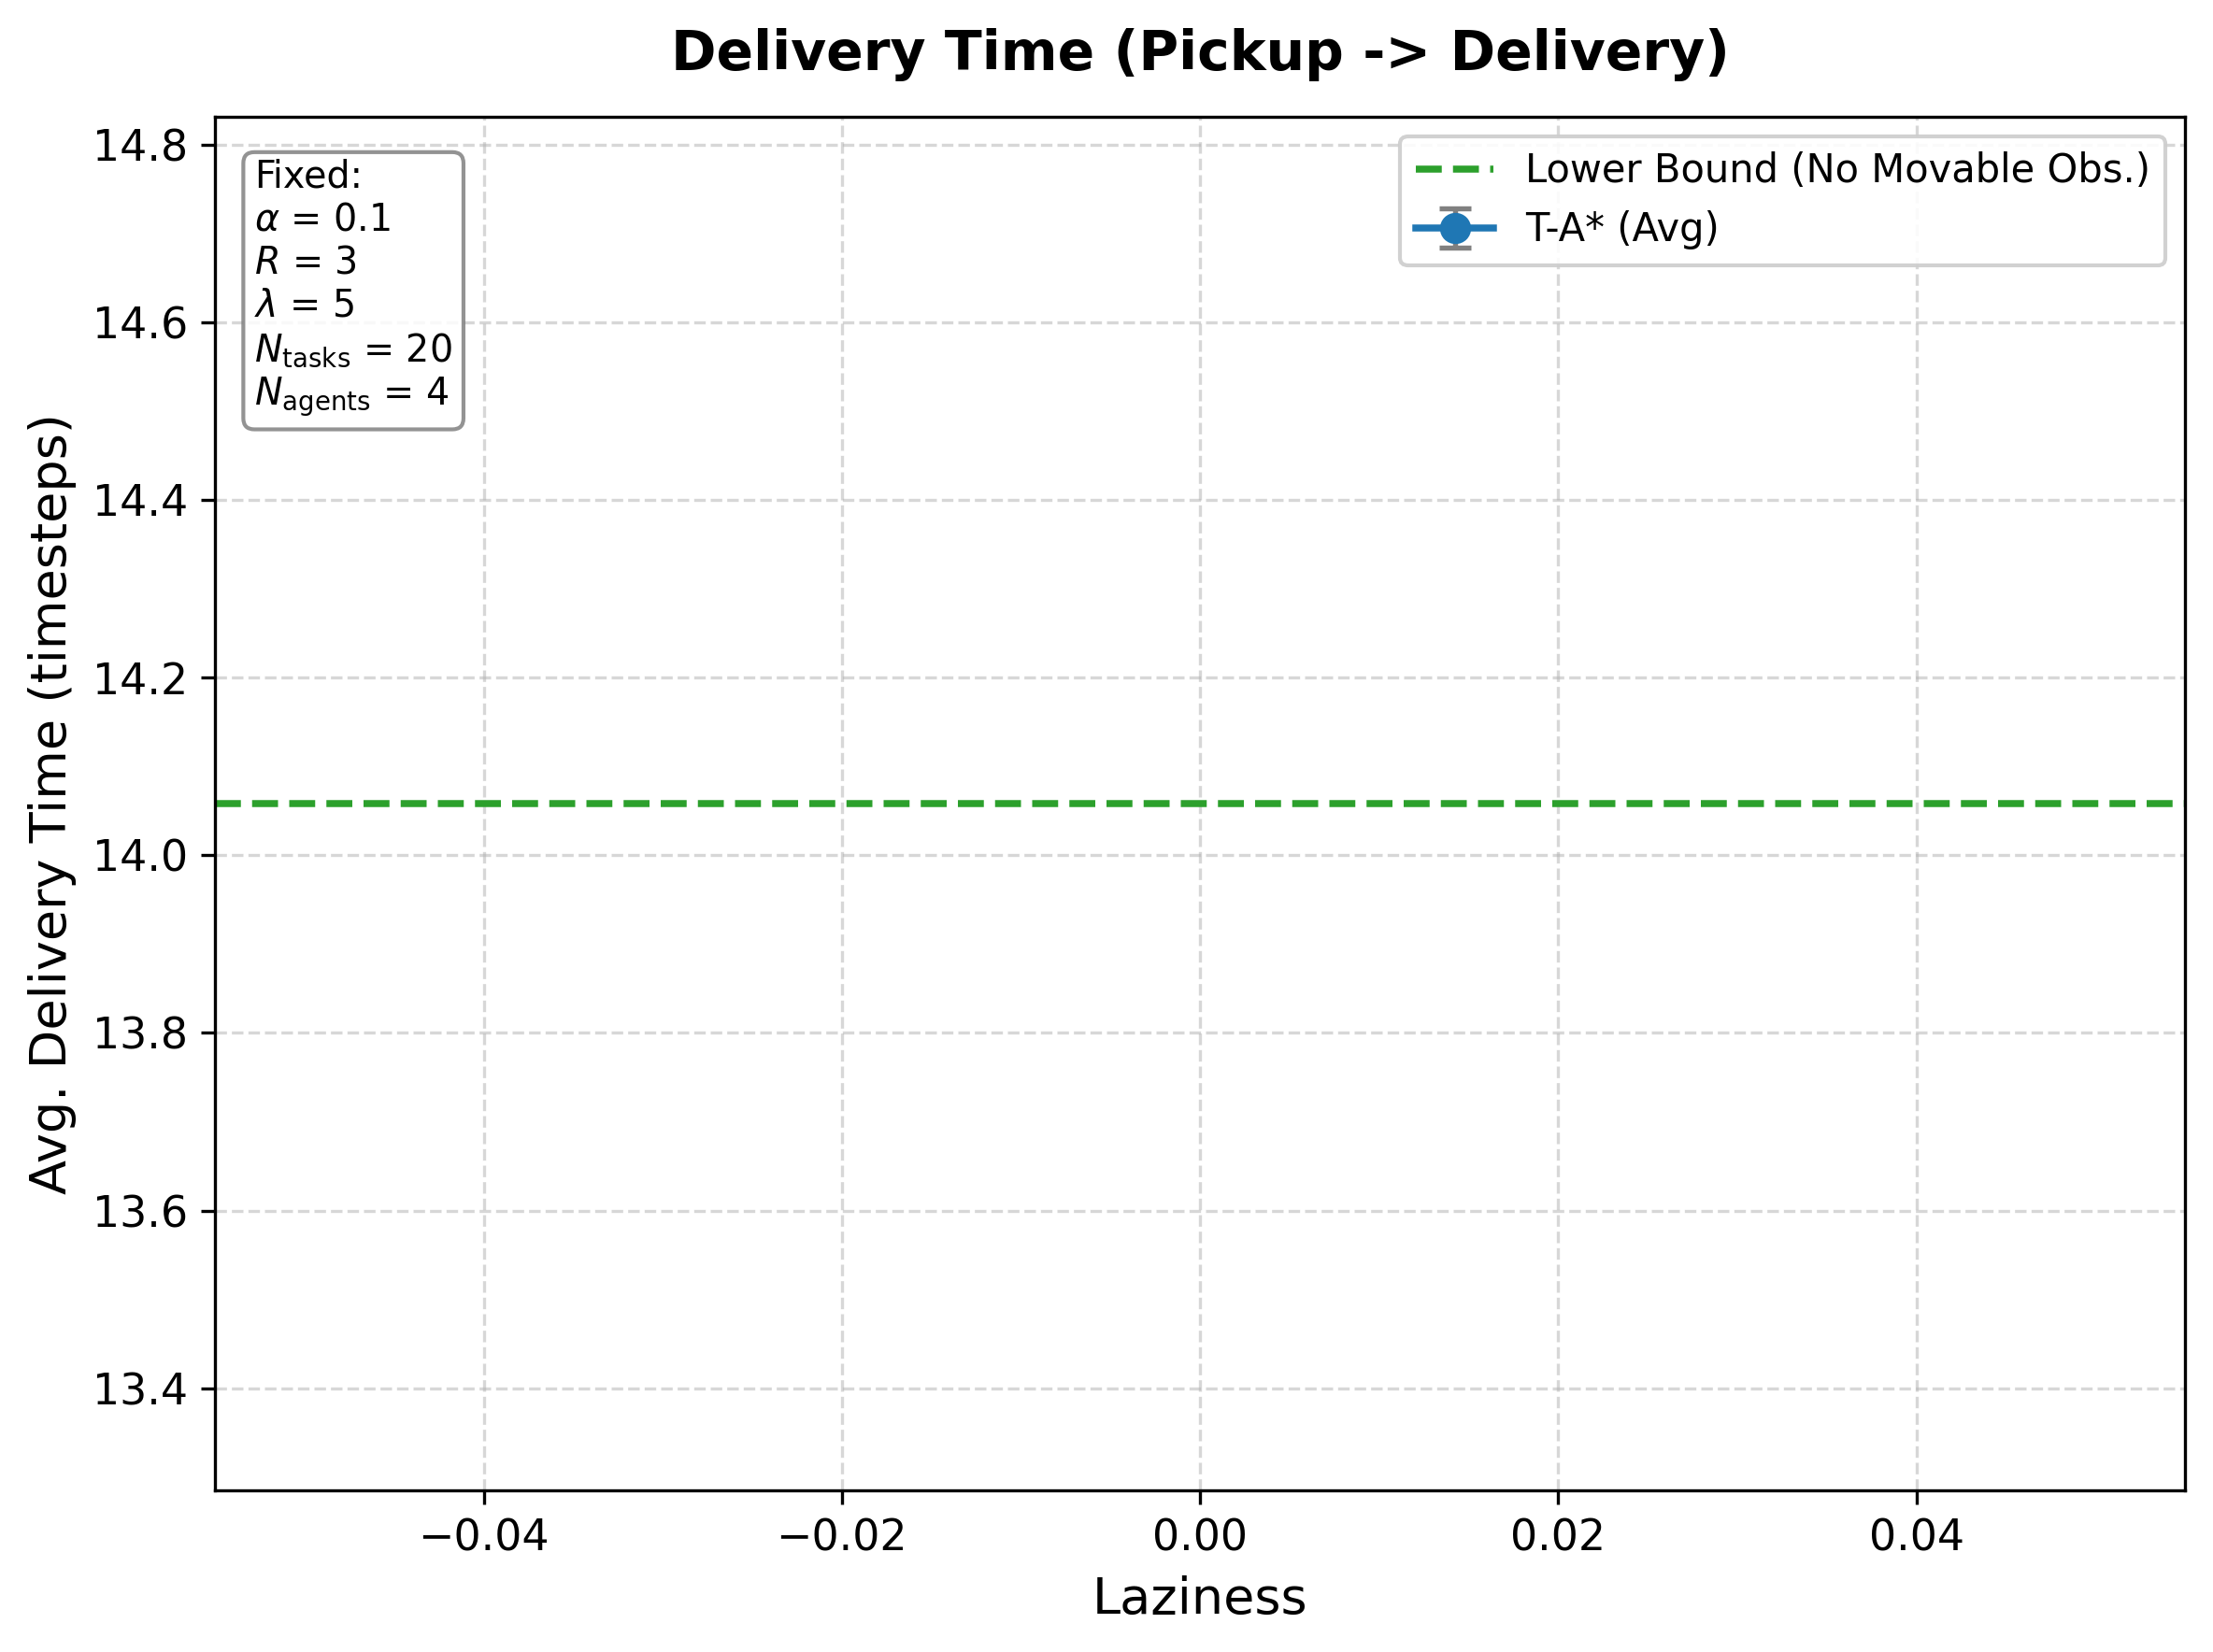 Delivery Time (Pickup -> Delivery)
Fixed:
α = 0.1
R = 3
λ = 5
N_tasks = 20
N_agents = 4
Lower Bound (No Movable Obs.)
T-A* (Avg)
Avg. Delivery Time (timesteps)
14.8
14.6
14.4
14.2
14.0
13.8
13.6
13.4
−0.04 −0.02 0.00 0.02 0.04
Laziness